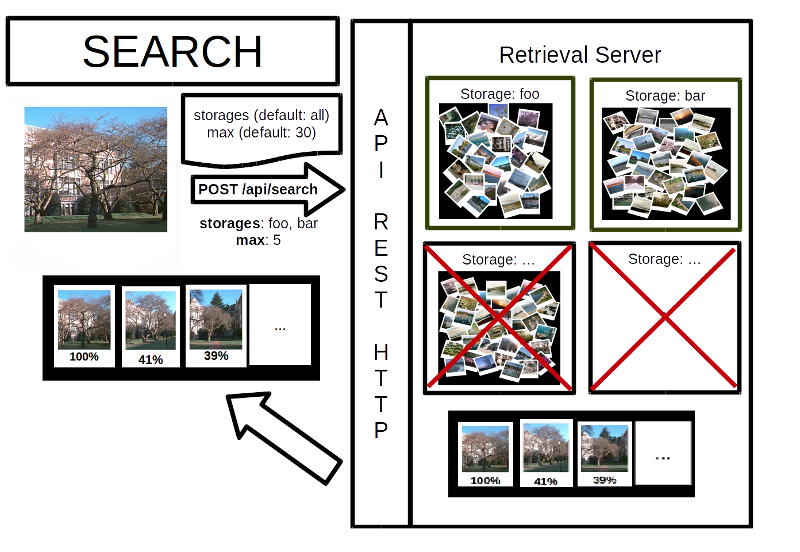 SEARCH
storages (default: all)
max (default: 30)
POST /api/search
storages: foo, bar
max: 5
100%
41%
39%
...
API REST HTTP
Retrieval Server
Storage: foo
Storage: bar
Storage: ...
Storage: ...
100%
41%
39%
...